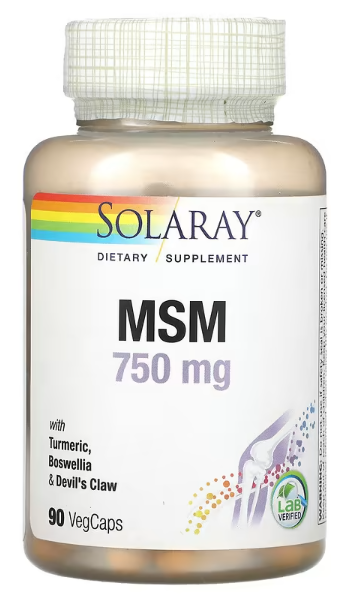 SOLARAY®
DIETARY SUPPLEMENT
MSM
750 mg
with
Turmeric,
Boswellia
& Devil's Claw
90 VegCaps
LAB
VERIFIED